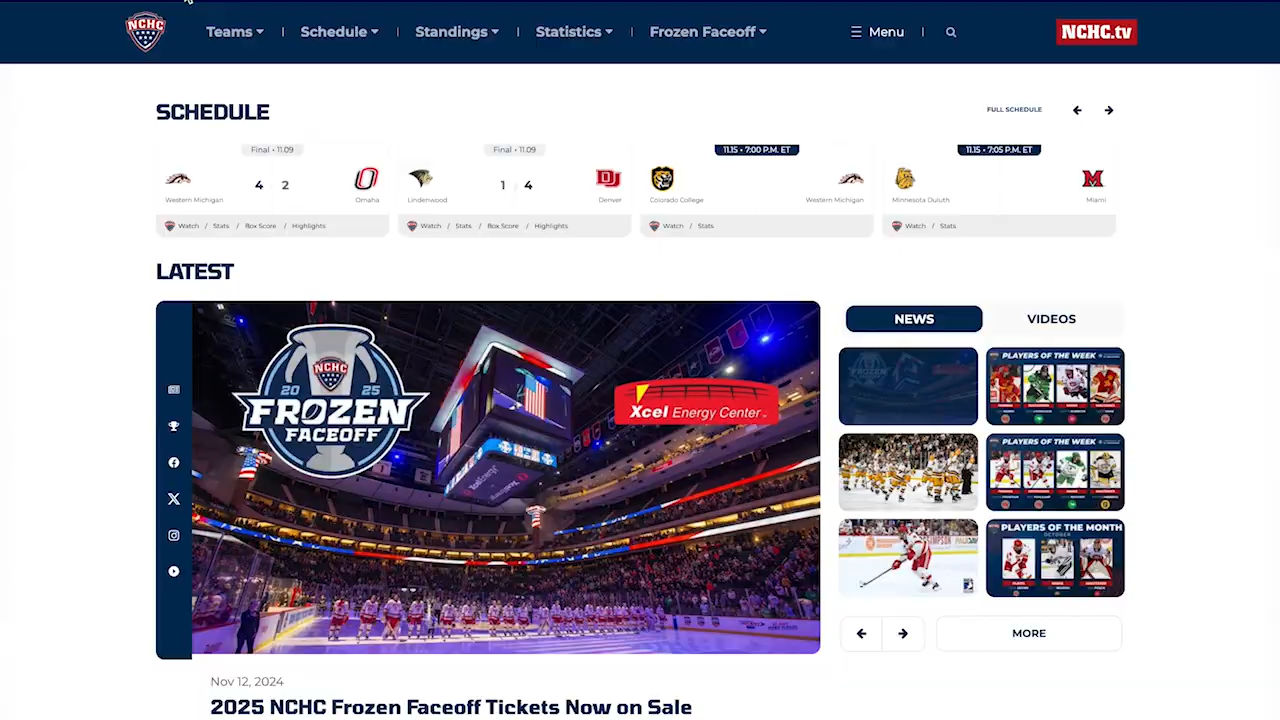 NCHC
Teams
Schedule
Standings
Statistics
Frozen Faceoff
Menu
NCHC.tv
SCHEDULE
FULL SCHEDULE
Final • 11.09
Western Michigan
4 2
Omaha
Watch / Stats / Box Score / Highlights
Final • 11.09
Lindenwood
1 / 4
Denver
Watch / Stats / Box Score / Highlights
11.15 • 7:00 P.M. ET
Colorado College
Western Michigan
Watch / Stats
11.15 • 7:05 P.M. ET
Minnesota Duluth
Miami
Watch / Stats
LATEST
NCHC
20 25
FROZEN
FACEOFF
Xcel Energy Center
NEWS
VIDEOS
FROZEN
PLAYERS OF THE WEEK
PLAYERS OF THE WEEK
PLAYERS OF THE MONTH
OCTOBER
MORE
Nov 12, 2024
2025 NCHC Frozen Faceoff Tickets Now on Sale